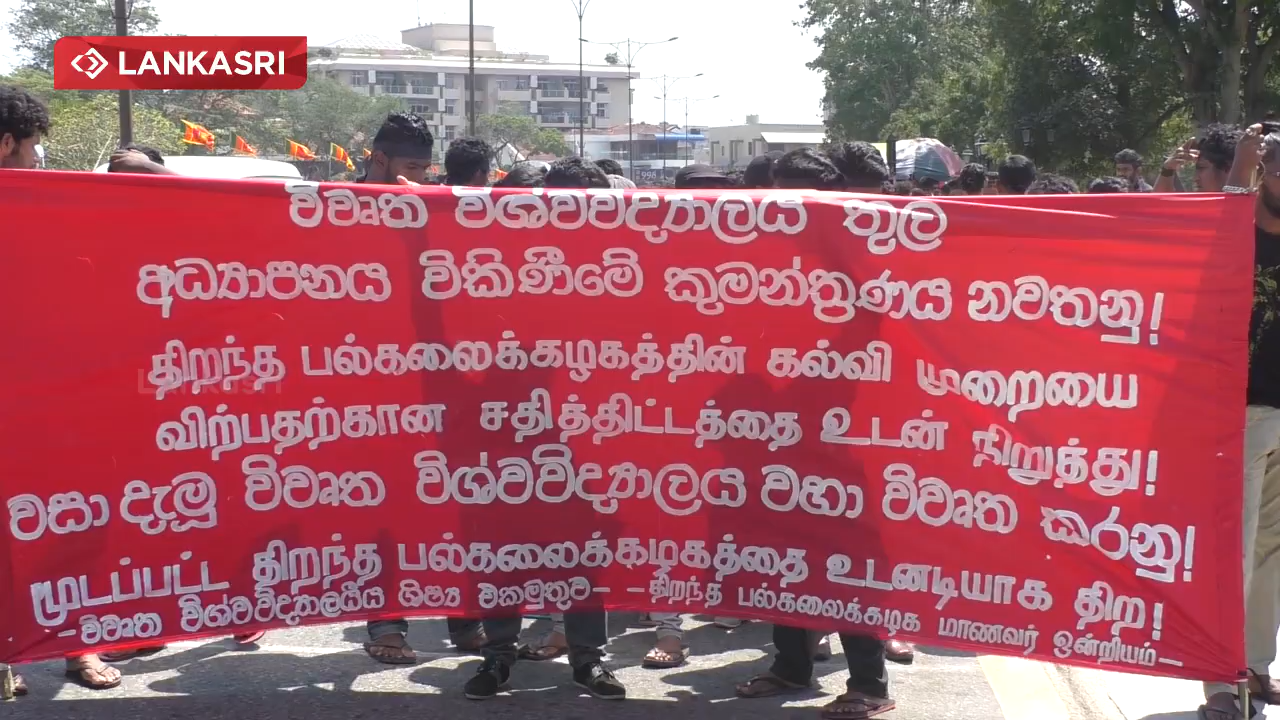 LANKASRI
විවෘත විශ්වවිද්‍යාලය තුල
අධ්‍යාපනය විකිණීමේ කුමන්ත්‍රණය නවතනු!
திறந்த பல்கலைக்கழகத்தின் கல்வி முறையை
விற்பதற்கான சதித்திட்டத்தை உடன் நிறுத்து!
වසා දැමූ විවෘත විශ්වවිද්‍යාලය වහා විවෘත කරනු!
மூடப்பட்ட திறந்த பல்கலைக்கழகத்தை உடனடியாக திற!
- විවෘත විශ්වවිද්‍යාලයීය ශිෂ්‍ය එකමුතුව - - திறந்த பல்கலைக்கழக மாணவர் ஒன்றியம் -
Lankasri